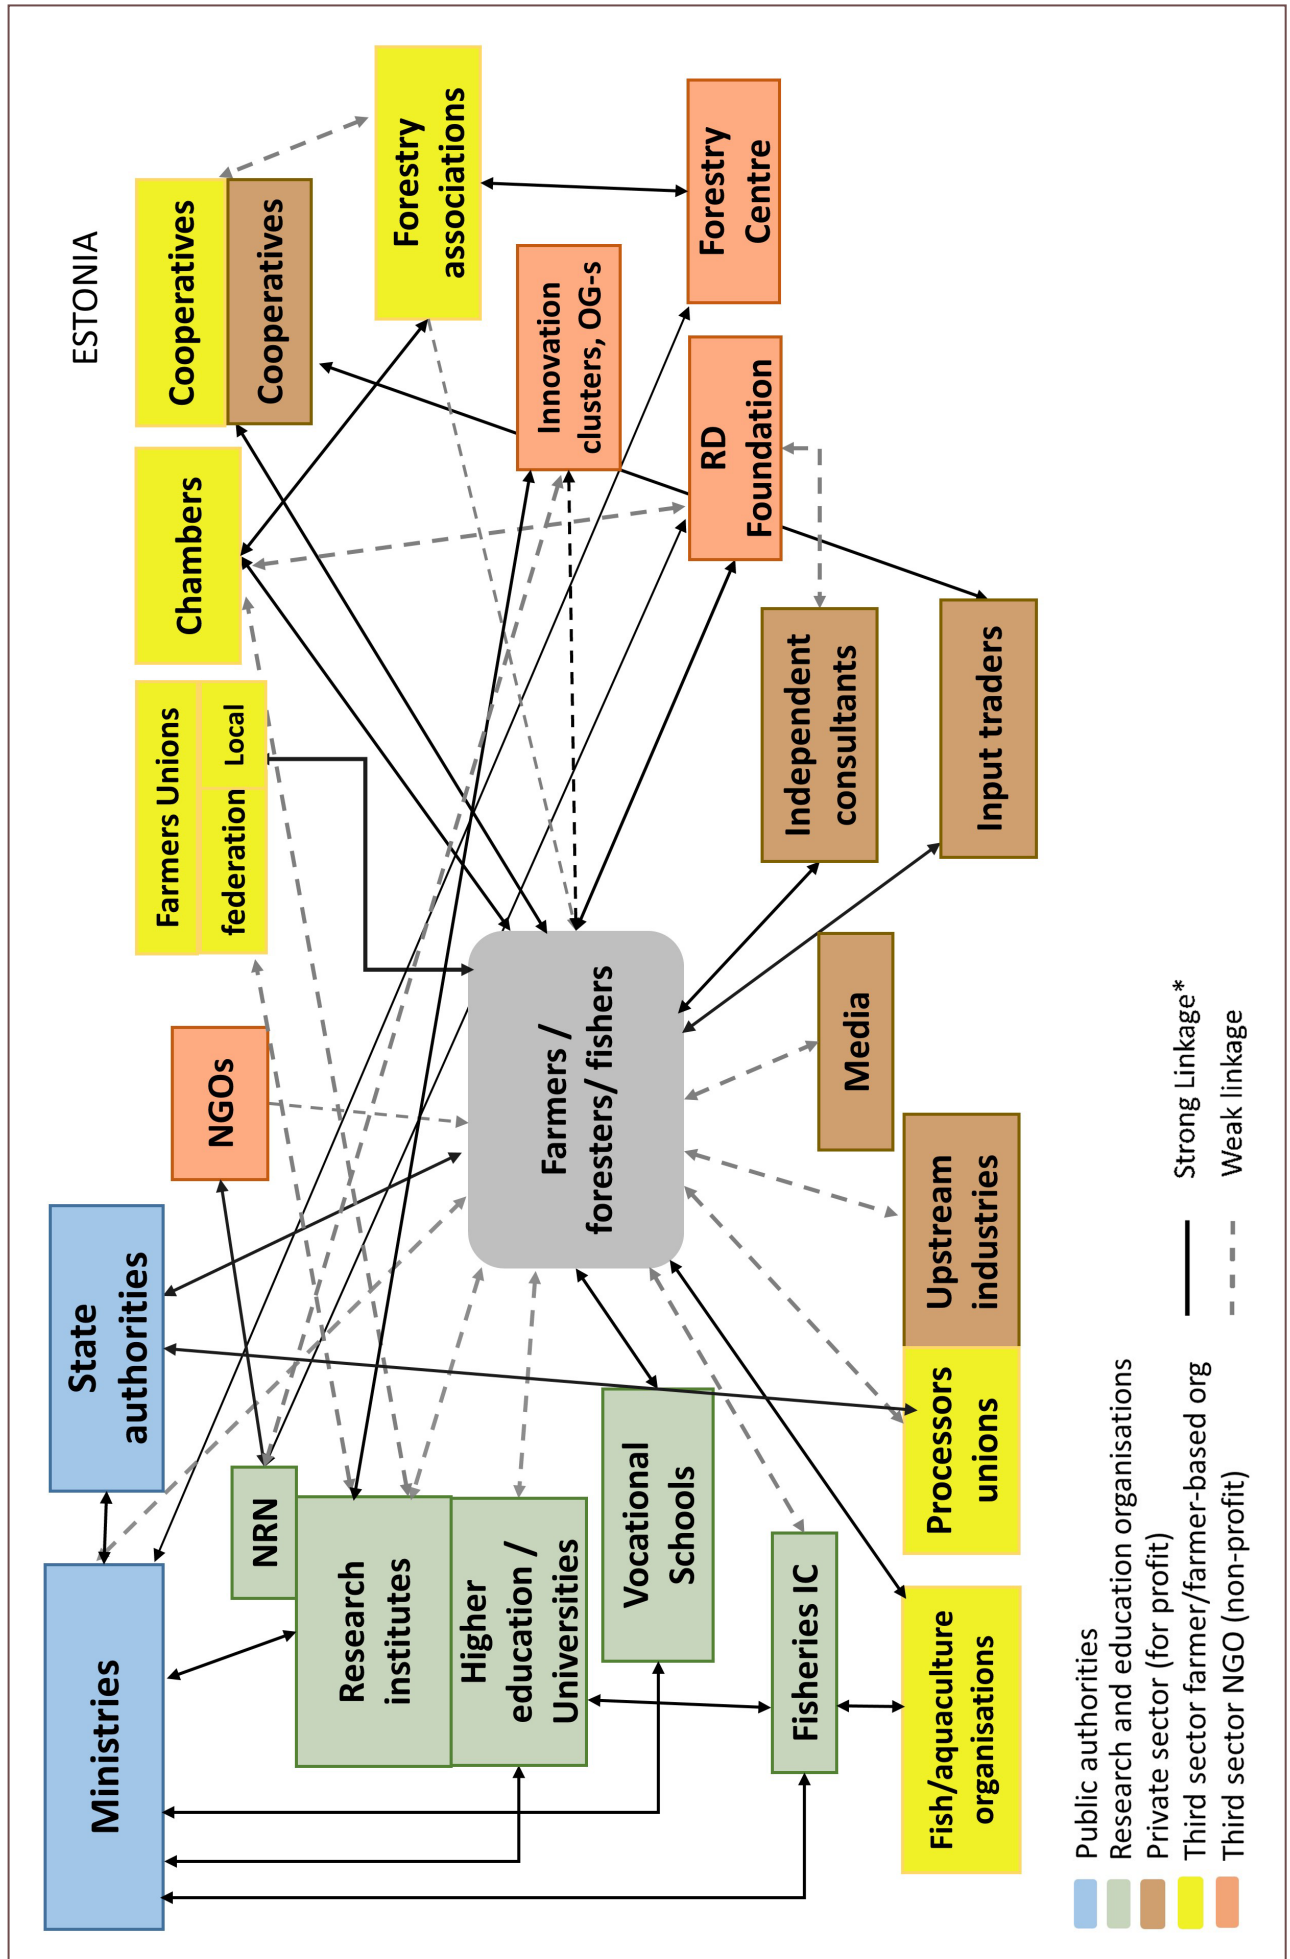 ESTONIA
Ministries
State
authorities
NGOs
Farmers Unions
federation
Local
Chambers
Cooperatives
Cooperatives
NRN
Research
institutes
Higher
education /
Universities
Vocational
Schools
Fisheries IC
Fish/aquaculture
organisations
Processors
unions
Upstream
industries
Media
Farmers /
foresters/ fishers
Independent
consultants
Input traders
RD
Foundation
Innovation
clusters, OG-s
Forestry
associations
Forestry
Centre
Public authorities
Research and education organisations
Private sector (for profit)
Third sector farmer/farmer-based org
Third sector NGO (non-profit)
Strong Linkage*
Weak linkage